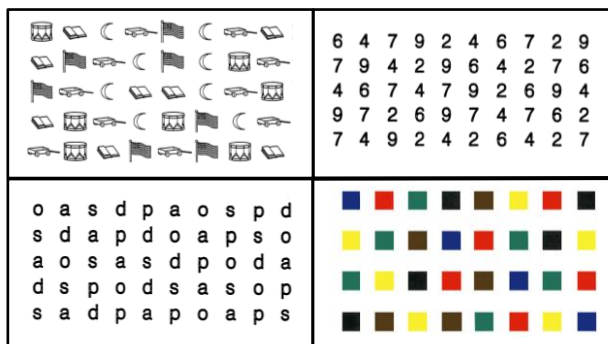 6 4 7 9 2 4 6 7 2 9
7 9 4 2 9 6 4 2 7 6
4 6 7 4 7 9 2 6 9 4
9 7 2 6 9 7 4 7 6 2
7 4 9 2 4 2 6 4 2 7
o a s d p a o s p d
s d a p d o a p s o
a o s a s d p o d a
d s p o d s a s o p
s a d p a p o a p s